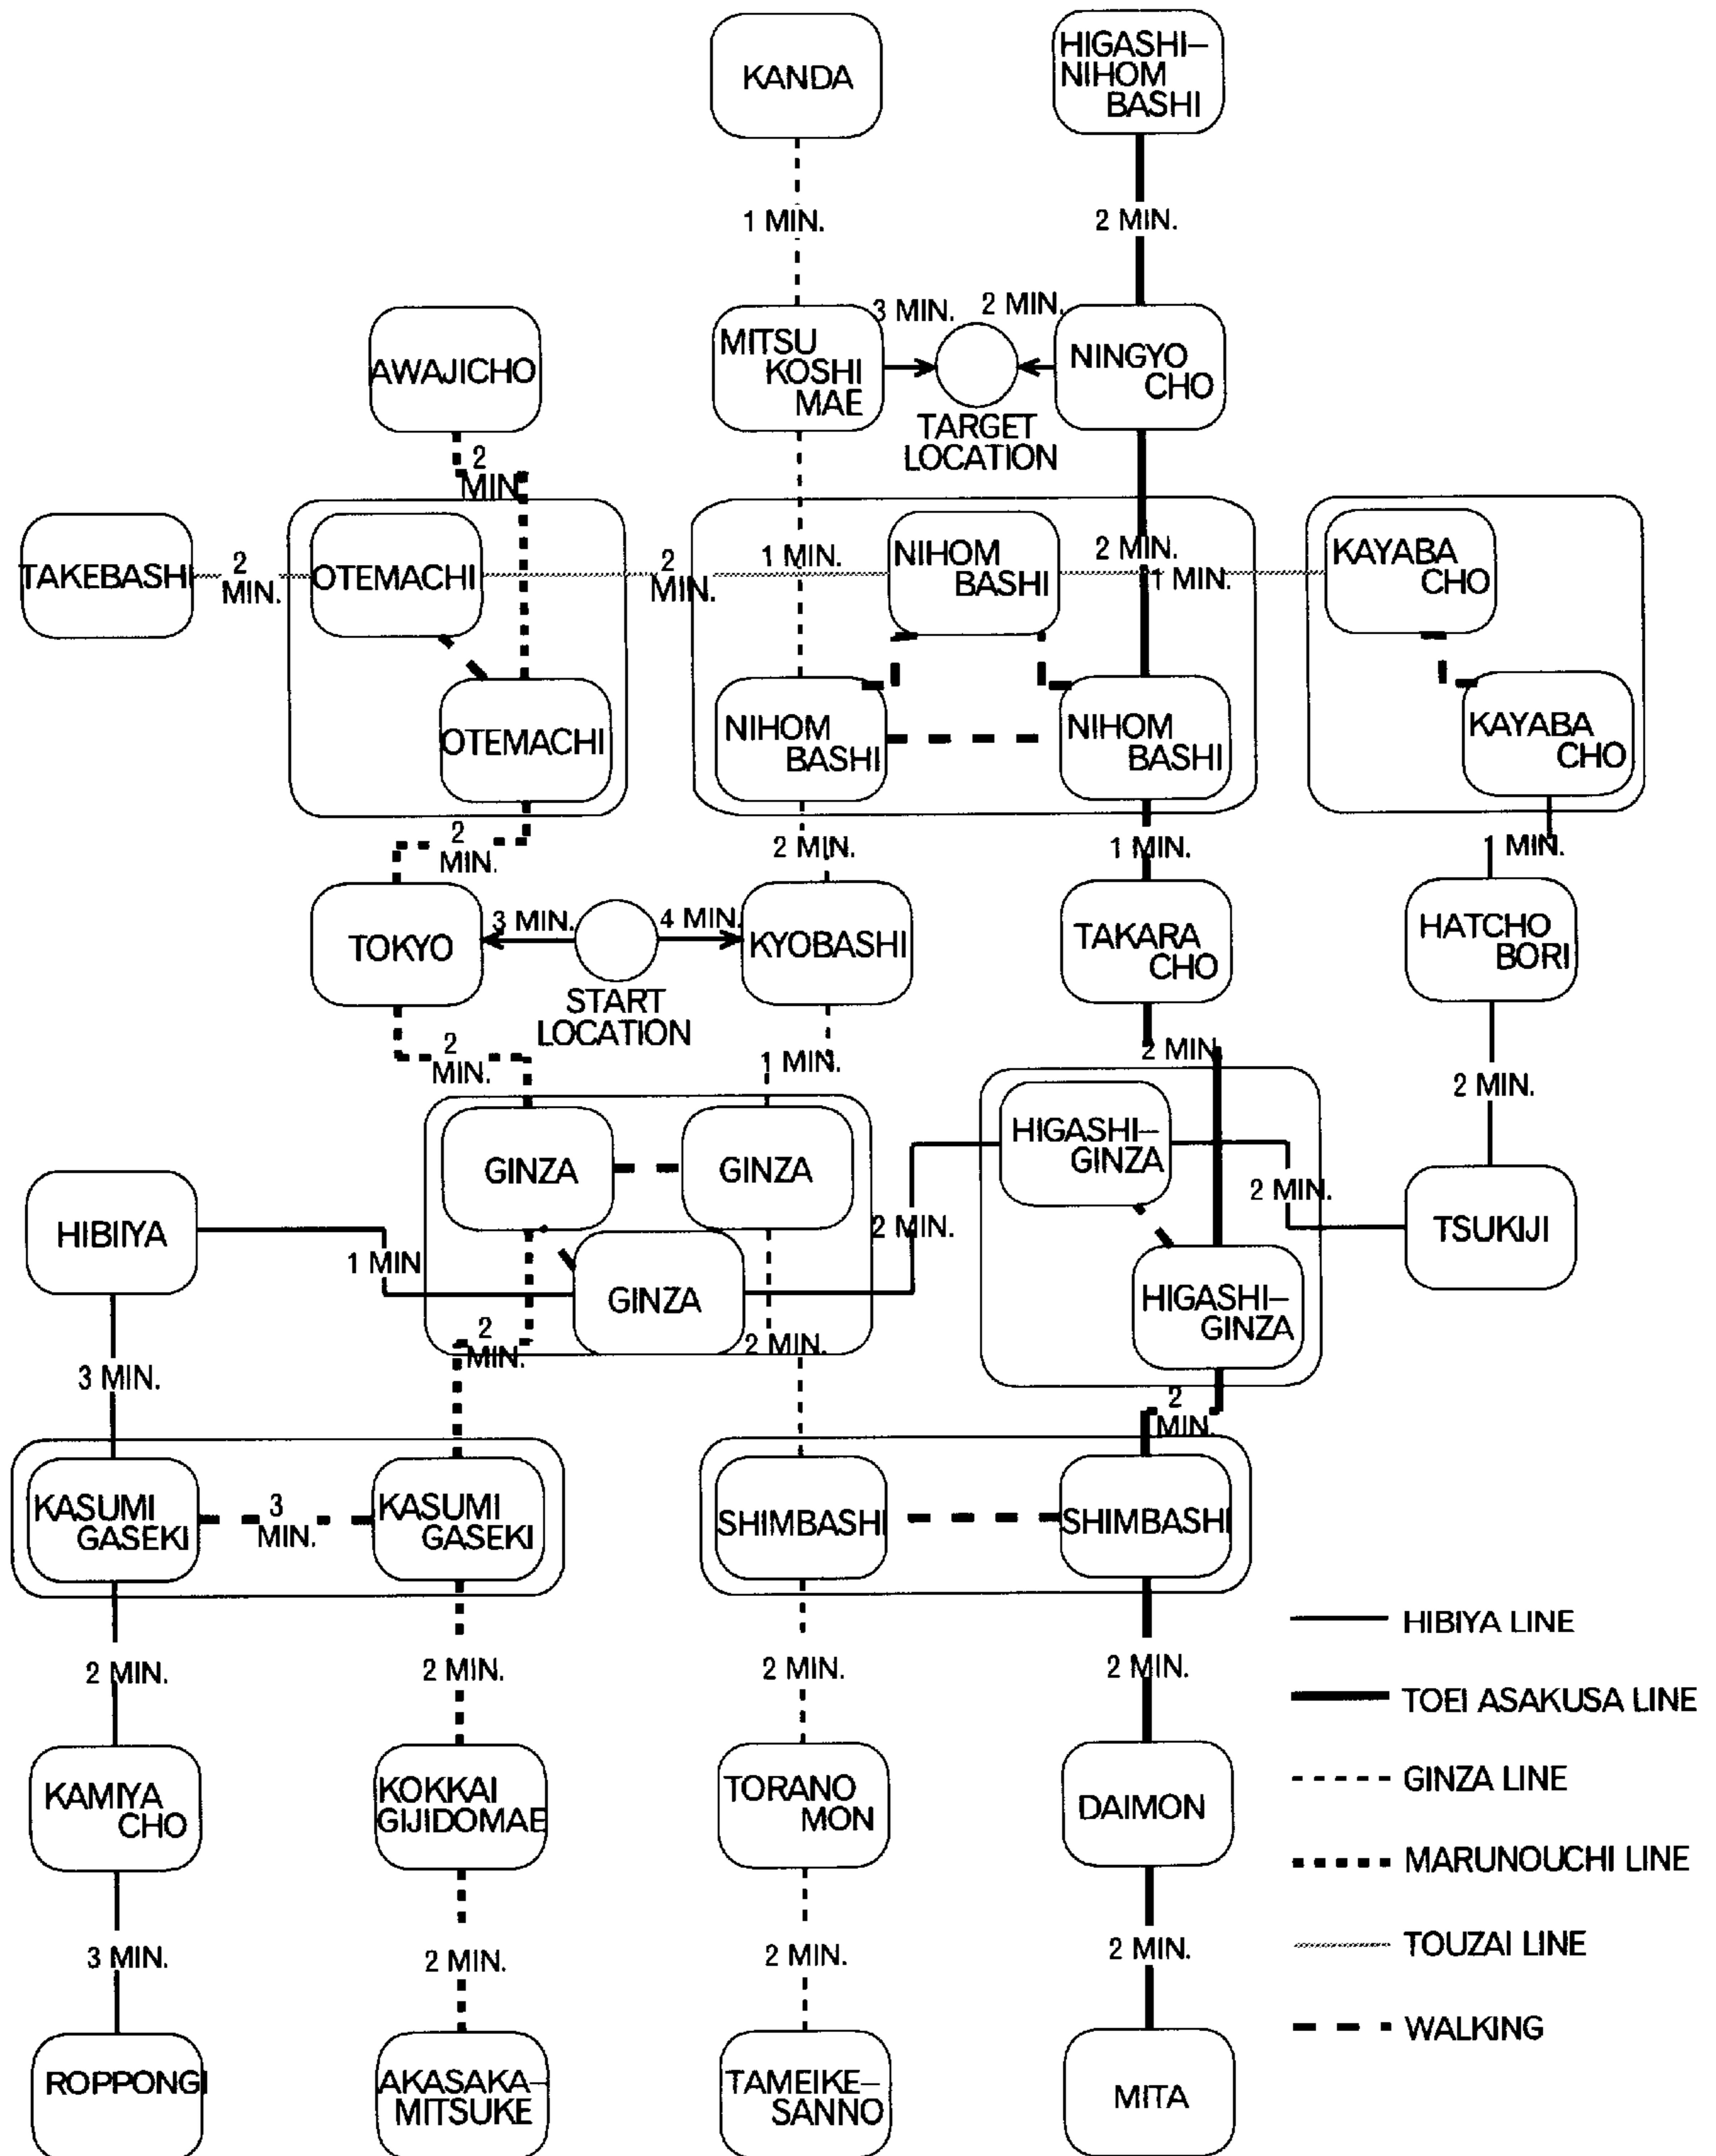 KANDA
HIGASHI-
NIHOM
BASHI
1 MIN.
2 MIN.
AWAJICHO
MITSU
KOSHI
MAE
3 MIN.
2 MIN.
NINGYO
CHO
TARGET
LOCATION
2
MIN.
TAKEBASHI
2
MIN.
OTEMACHI
2
MIN.
1 MIN.
NIHOM
BASHI
2 MIN.
1 MIN.
KAYABA
CHO
OTEMACHI
NIHOM
BASHI
NIHOM
BASHI
KAYABA
CHO
2
MIN.
2 MIN.
1 MIN.
1 MIN.
TOKYO
3 MIN.
4 MIN.
KYOBASHI
TAKARA
CHO
HATCHO
BORI
START
LOCATION
2
MIN.
1 MIN.
2 MIN.
2 MIN.
HIBIIYA
GINZA
GINZA
HIGASHI-
GINZA
2 MIN.
TSUKIJI
1 MIN
GINZA
2 MIN.
HIGASHI-
GINZA
3 MIN.
2
MIN.
2 MIN.
2
MIN.
KASUMI
GASEKI
3
MIN.
KASUMI
GASEKI
SHIMBASHI
SHIMBASHI
2 MIN.
2 MIN.
2 MIN.
2 MIN.
KAMIYA
CHO
KOKKAI
GIJIDOMAE
TORANO
MON
DAIMON
3 MIN.
2 MIN.
2 MIN.
2 MIN.
ROPPONGI
AKASAKA-
MITSUKE
TAMEIKE-
SANNO
MITA
HIBIYA LINE
TOEI ASAKUSA LINE
GINZA LINE
MARUNOUCHI LINE
TOUZAI LINE
WALKING